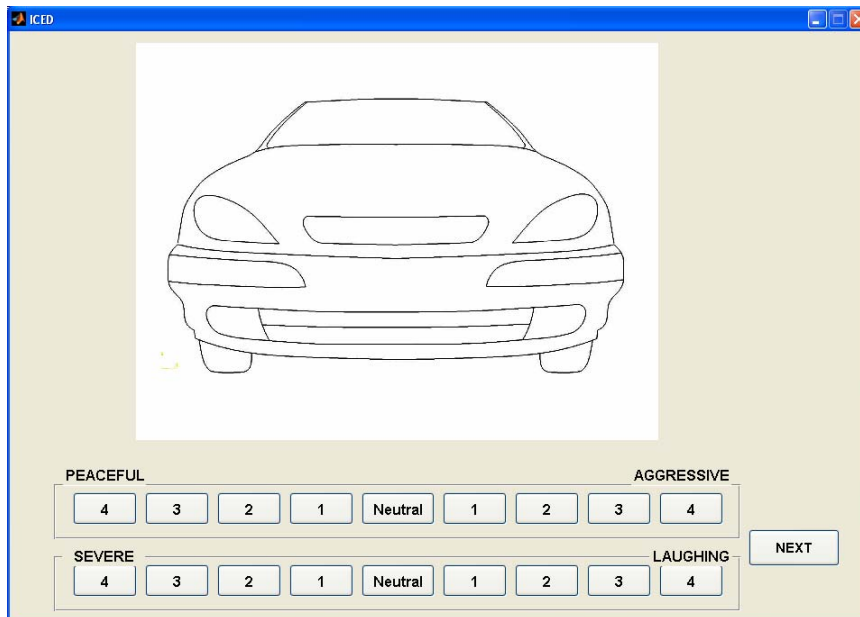 ICED
PEACEFUL AGGRESSIVE
4 3 2 1 Neutral 1 2 3 4
SEVERE LAUGHING
4 3 2 1 Neutral 1 2 3 4
NEXT